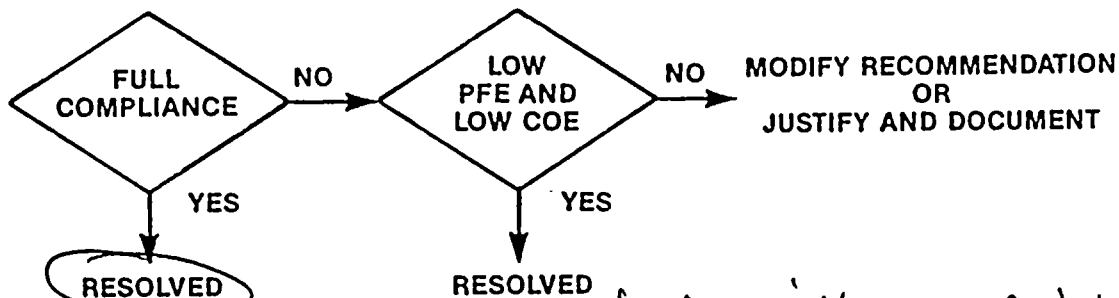 FULL
COMPLIANCE
NO
LOW
PFE AND
LOW COE
NO
MODIFY RECOMMENDATION
OR
JUSTIFY AND DOCUMENT
YES
RESOLVED
YES
RESOLVED